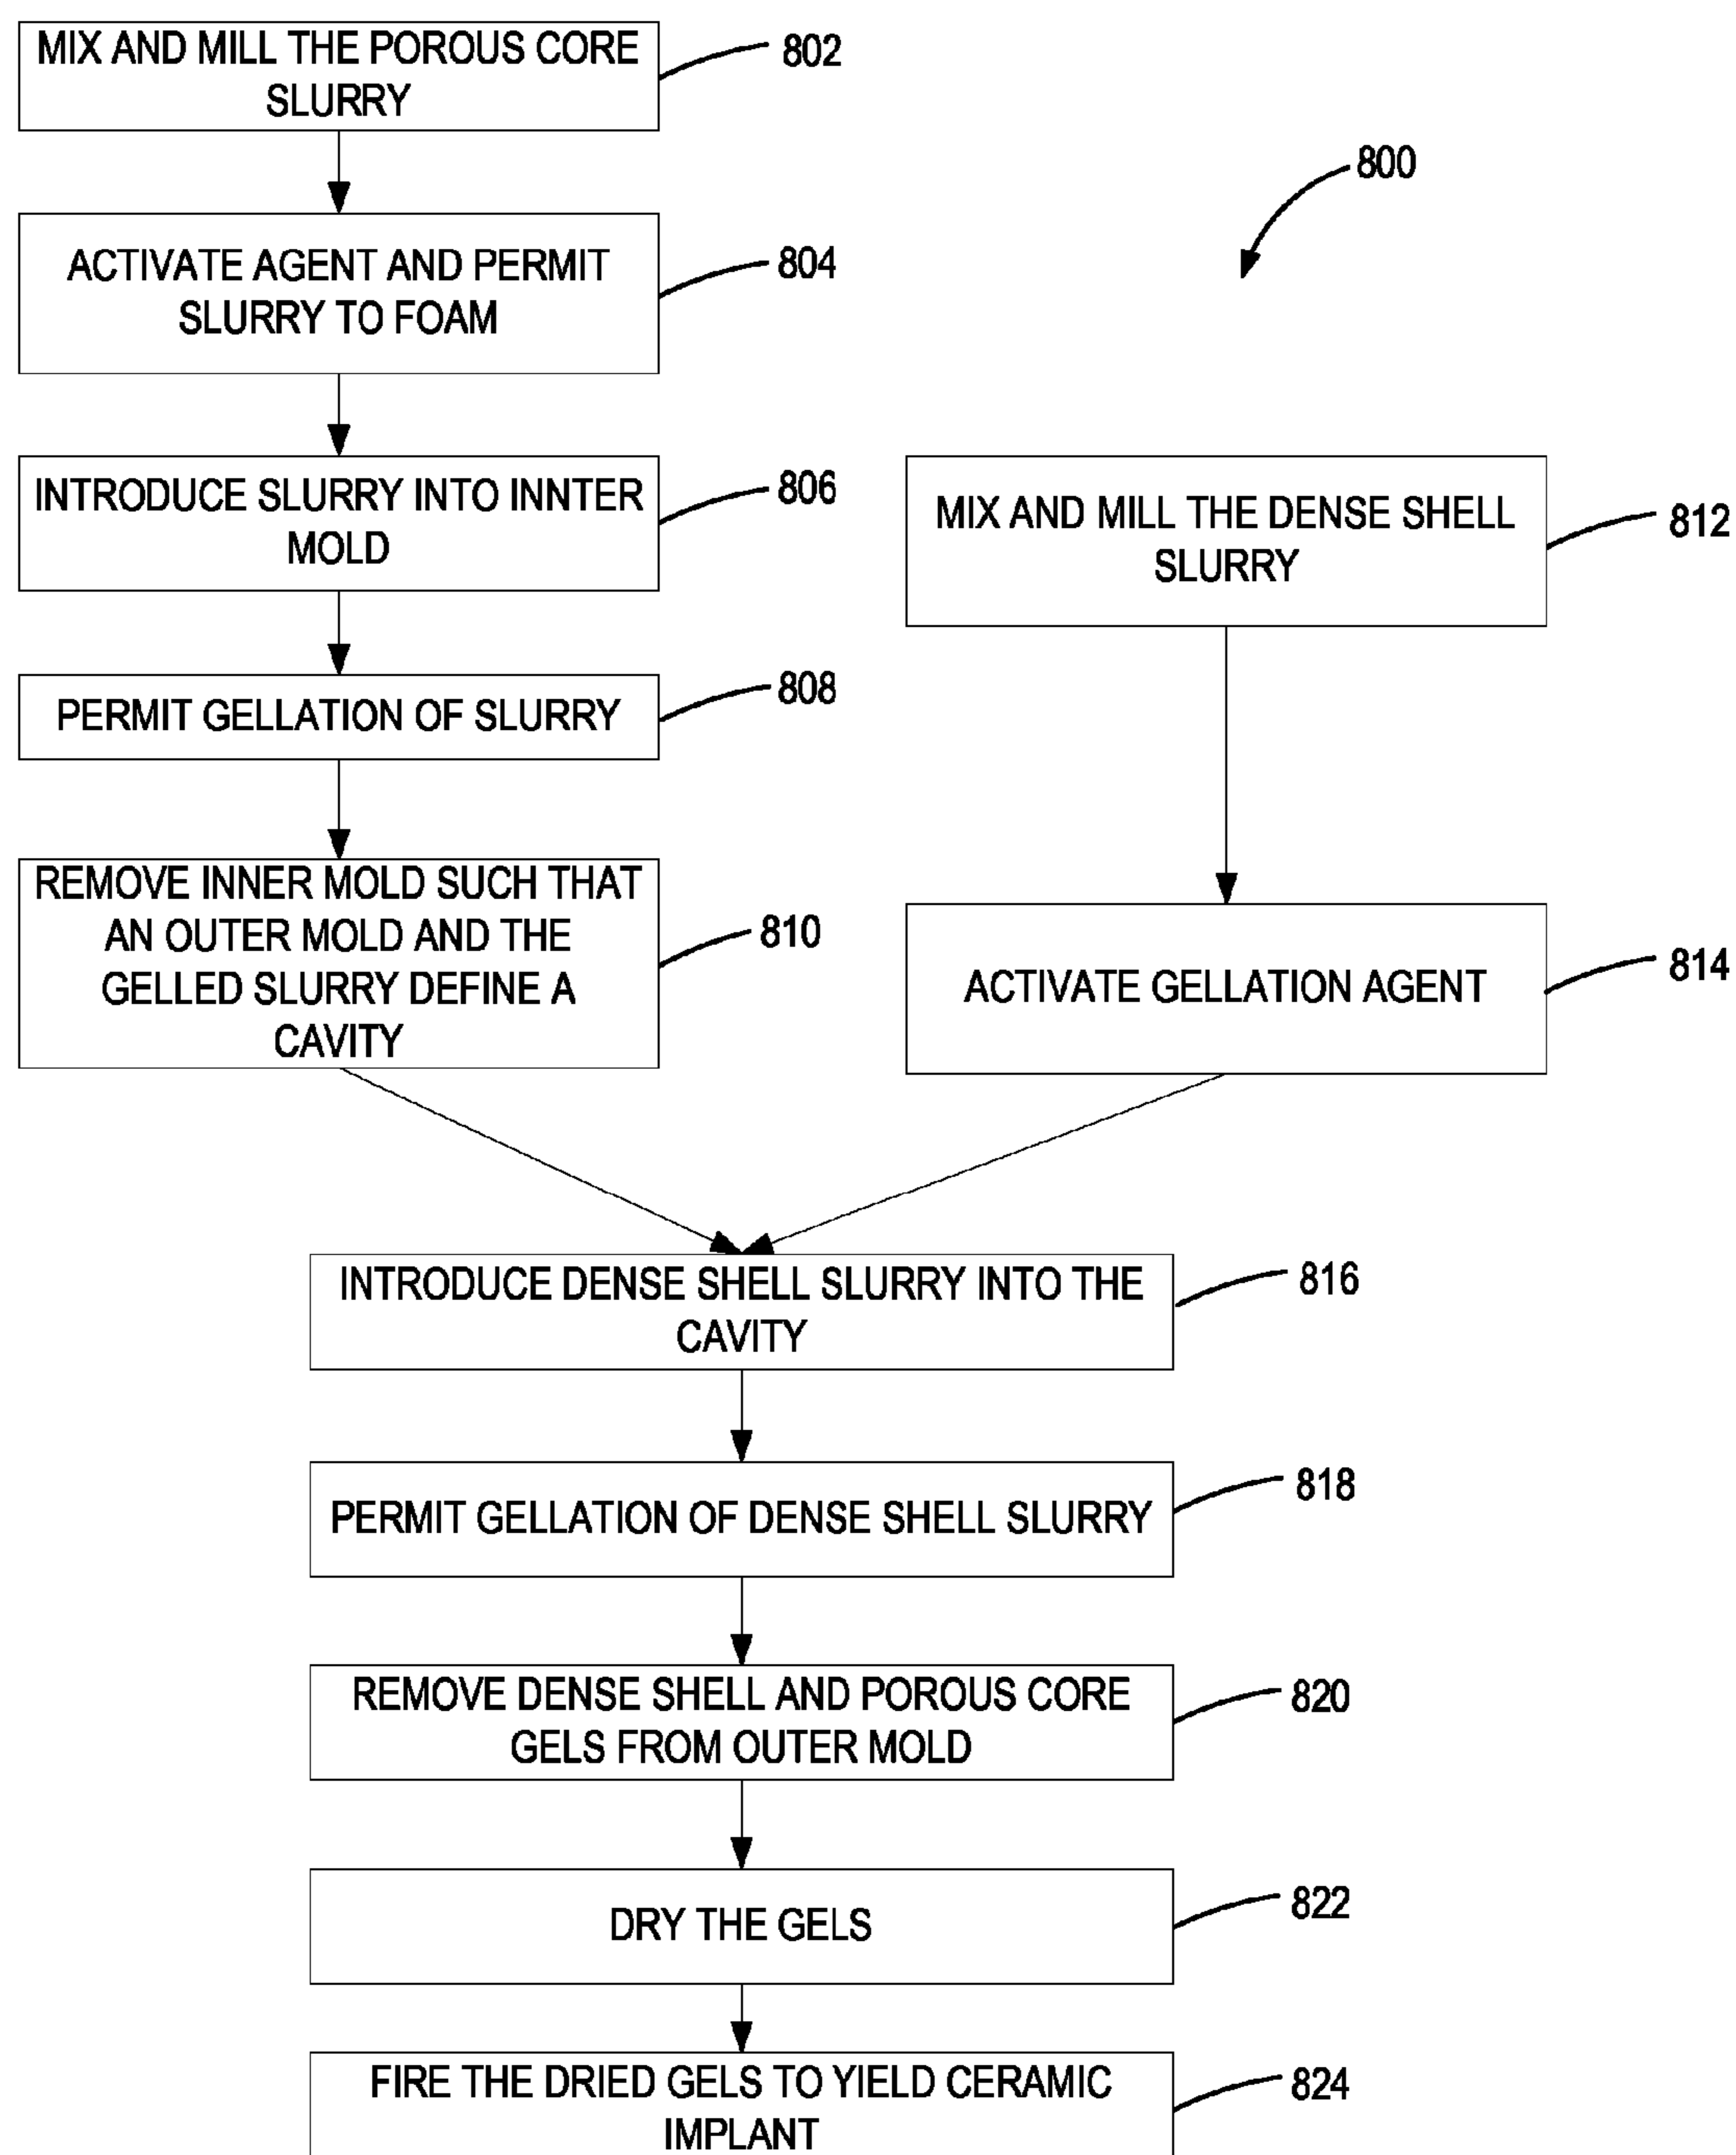 MIX AND MILL THE POROUS CORE
SLURRY
802
800
ACTIVATE AGENT AND PERMIT
SLURRY TO FOAM
804
INTRODUCE SLURRY INTO INNTER
MOLD
806
PERMIT GELLATION OF SLURRY
808
REMOVE INNER MOLD SUCH THAT
AN OUTER MOLD AND THE
GELLED SLURRY DEFINE A
CAVITY
810
MIX AND MILL THE DENSE SHELL
SLURRY
812
ACTIVATE GELLATION AGENT
814
INTRODUCE DENSE SHELL SLURRY INTO THE
CAVITY
816
PERMIT GELLATION OF DENSE SHELL SLURRY
818
REMOVE DENSE SHELL AND POROUS CORE
GELS FROM OUTER MOLD
820
DRY THE GELS
822
FIRE THE DRIED GELS TO YIELD CERAMIC
IMPLANT
824